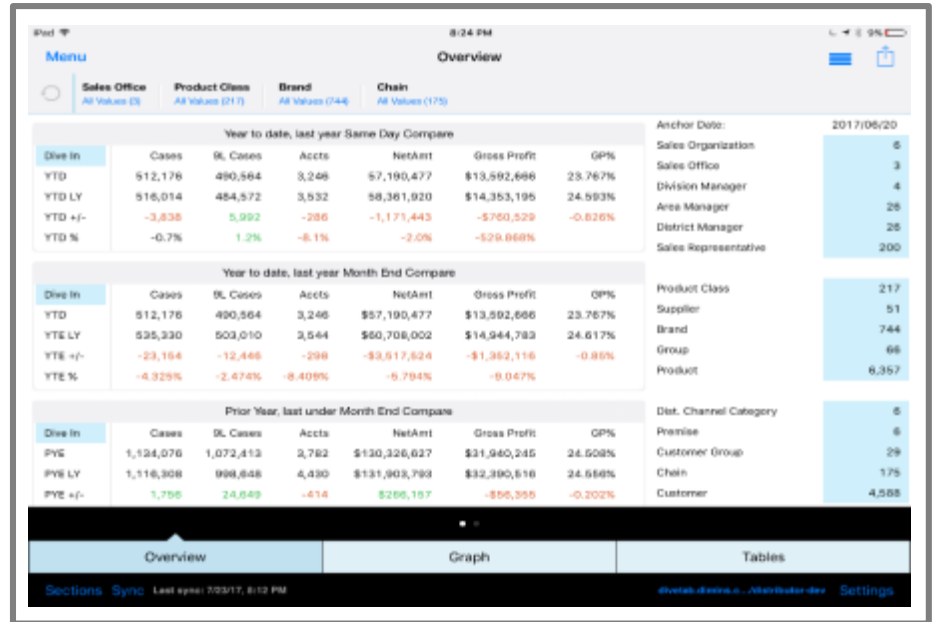 iPad 8:24 PM 9%
Menu Overview
Sales Office Product Class Brand Chain
All Values (3) All Values (217) All Values (744) All Values (175)
Year to date, last year Same Day Compare
Dive In Cases 9L Cases Accts NetAmt Gross Profit GP%
YTD 512,176 490,564 3,246 57,190,477 $13,592,666 23.767%
YTD LY 516,014 484,572 3,532 58,361,920 $14,353,195 24.593%
YTD +/- -3,838 5,992 -286 -1,171,443 -$760,529 -0.826%
YTD % -0.7% 1.2% -8.1% -2.0% -529.868%
Year to date, last year Month End Compare
Dive In Cases 9L Cases Accts NetAmt Gross Profit GP%
YTD 512,176 490,564 3,246 $57,190,477 $13,592,666 23.767%
YTE LY 535,330 503,010 3,544 $60,708,002 $14,944,783 24.617%
YTE +/- -23,154 -12,446 -298 -$3,517,524 -$1,352,116 -0.85%
YTE % -4.325% -2.474% -8.409% -5.794% -9.047%
Prior Year, last under Month End Compare
Dive In Cases 9L Cases Accts NetAmt Gross Profit GP%
PYE 1,072,413 3,782 $31,940,245 24.508%
PYE LY 1,116,308 998,648 4,430 $131,903,793 $32,390,516 24.556%
PYE +/- 1,756 24,649 -414 $266,157 -0.202%
Anchor Date: 2017/06/20
Sales Organization 6
Sales Office 3
Division Manager 4
Area Manager 26
District Manager 26
Sales Representative 200
Product Class 217
Supplier 51
Brand 744
Group 66
Product 6,357
Dist. Channel Category 6
Premise 6
Customer Group 29
Chain 175
Customer 4,588
Overview Graph Tables
Sections Sync Last sync: 7/23/17, 8:12 PM Settings